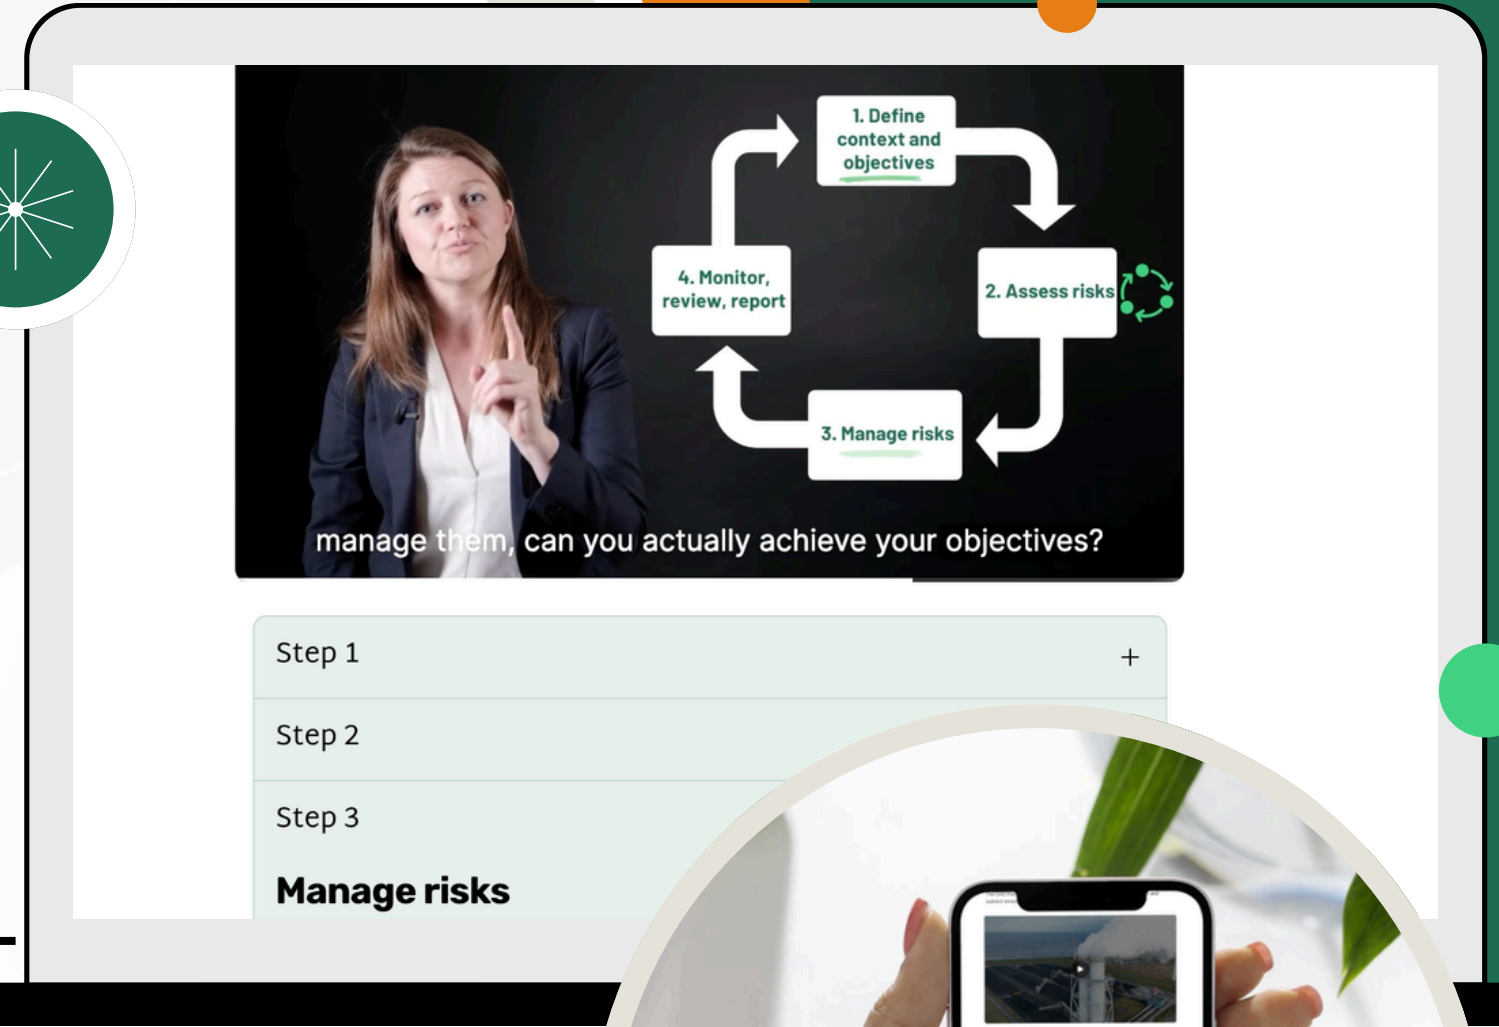 1. Define
context and
objectives
4. Monitor,
review, report
2. Assess risks
3. Manage risks
manage them, can you actually achieve your objectives?
Step 1
+
Step 2
Step 3
Manage risks